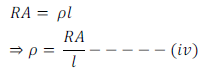 RA = ρl
⇒ ρ = RA/l − − − − − (iv)